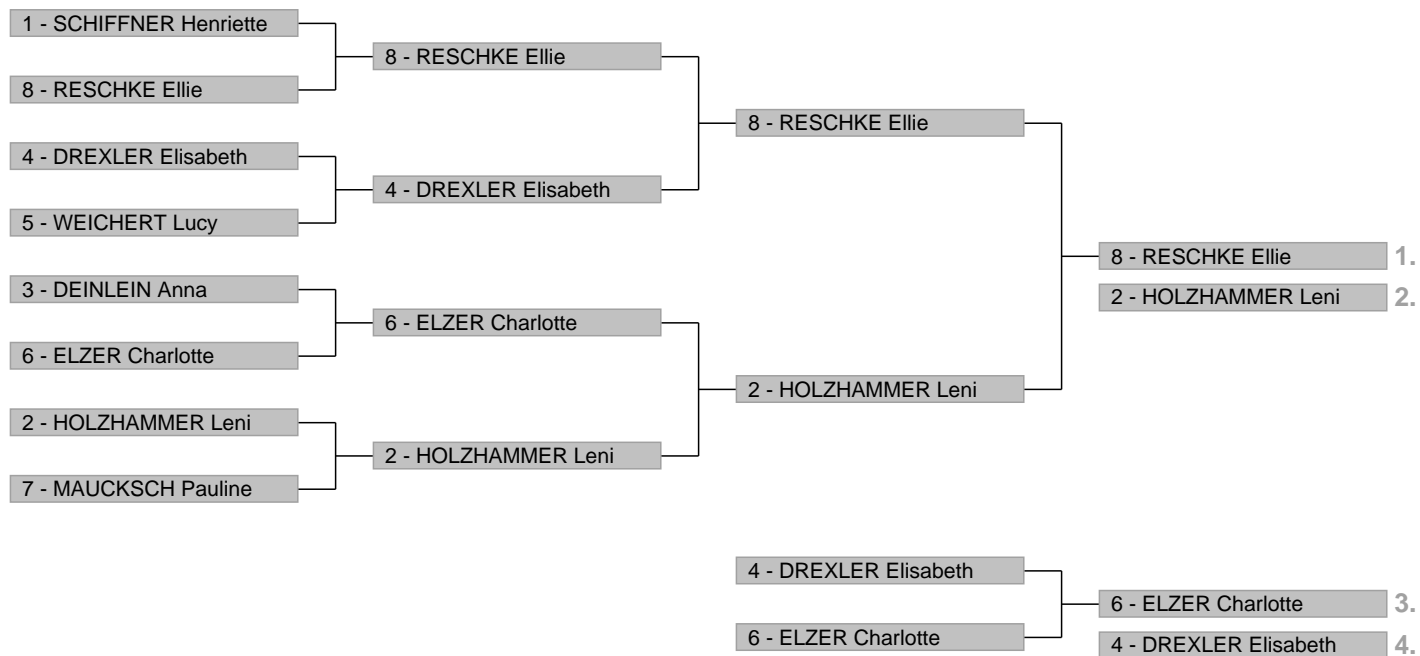 1 - SCHIFFNER Henriette
8 - RESCHKE Ellie
4 - DREXLER Elisabeth
5 - WEICHERT Lucy
3 - DEINLEIN Anna
6 - ELZER Charlotte
2 - HOLZHAMMER Leni
7 - MAUCKSCH Pauline
8 - RESCHKE Ellie
4 - DREXLER Elisabeth
6 - ELZER Charlotte
2 - HOLZHAMMER Leni
8 - RESCHKE Ellie
2 - HOLZHAMMER Leni
8 - RESCHKE Ellie 1.
2 - HOLZHAMMER Leni 2.
4 - DREXLER Elisabeth
6 - ELZER Charlotte
6 - ELZER Charlotte 3.
4 - DREXLER Elisabeth 4.